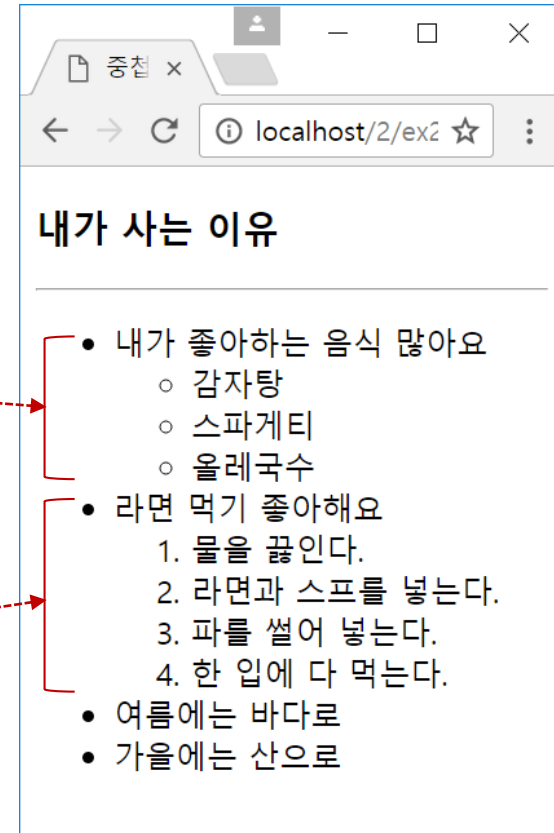 중첩
localhost/2/ex2
내가 사는 이유
내가 좋아하는 음식 많아요
감자탕
스파게티
올레국수
라면 먹기 좋아해요
1. 물을 끓인다.
2. 라면과 스프를 넣는다.
3. 파를 썰어 넣는다.
4. 한 입에 다 먹는다.
여름에는 바다로
가을에는 산으로